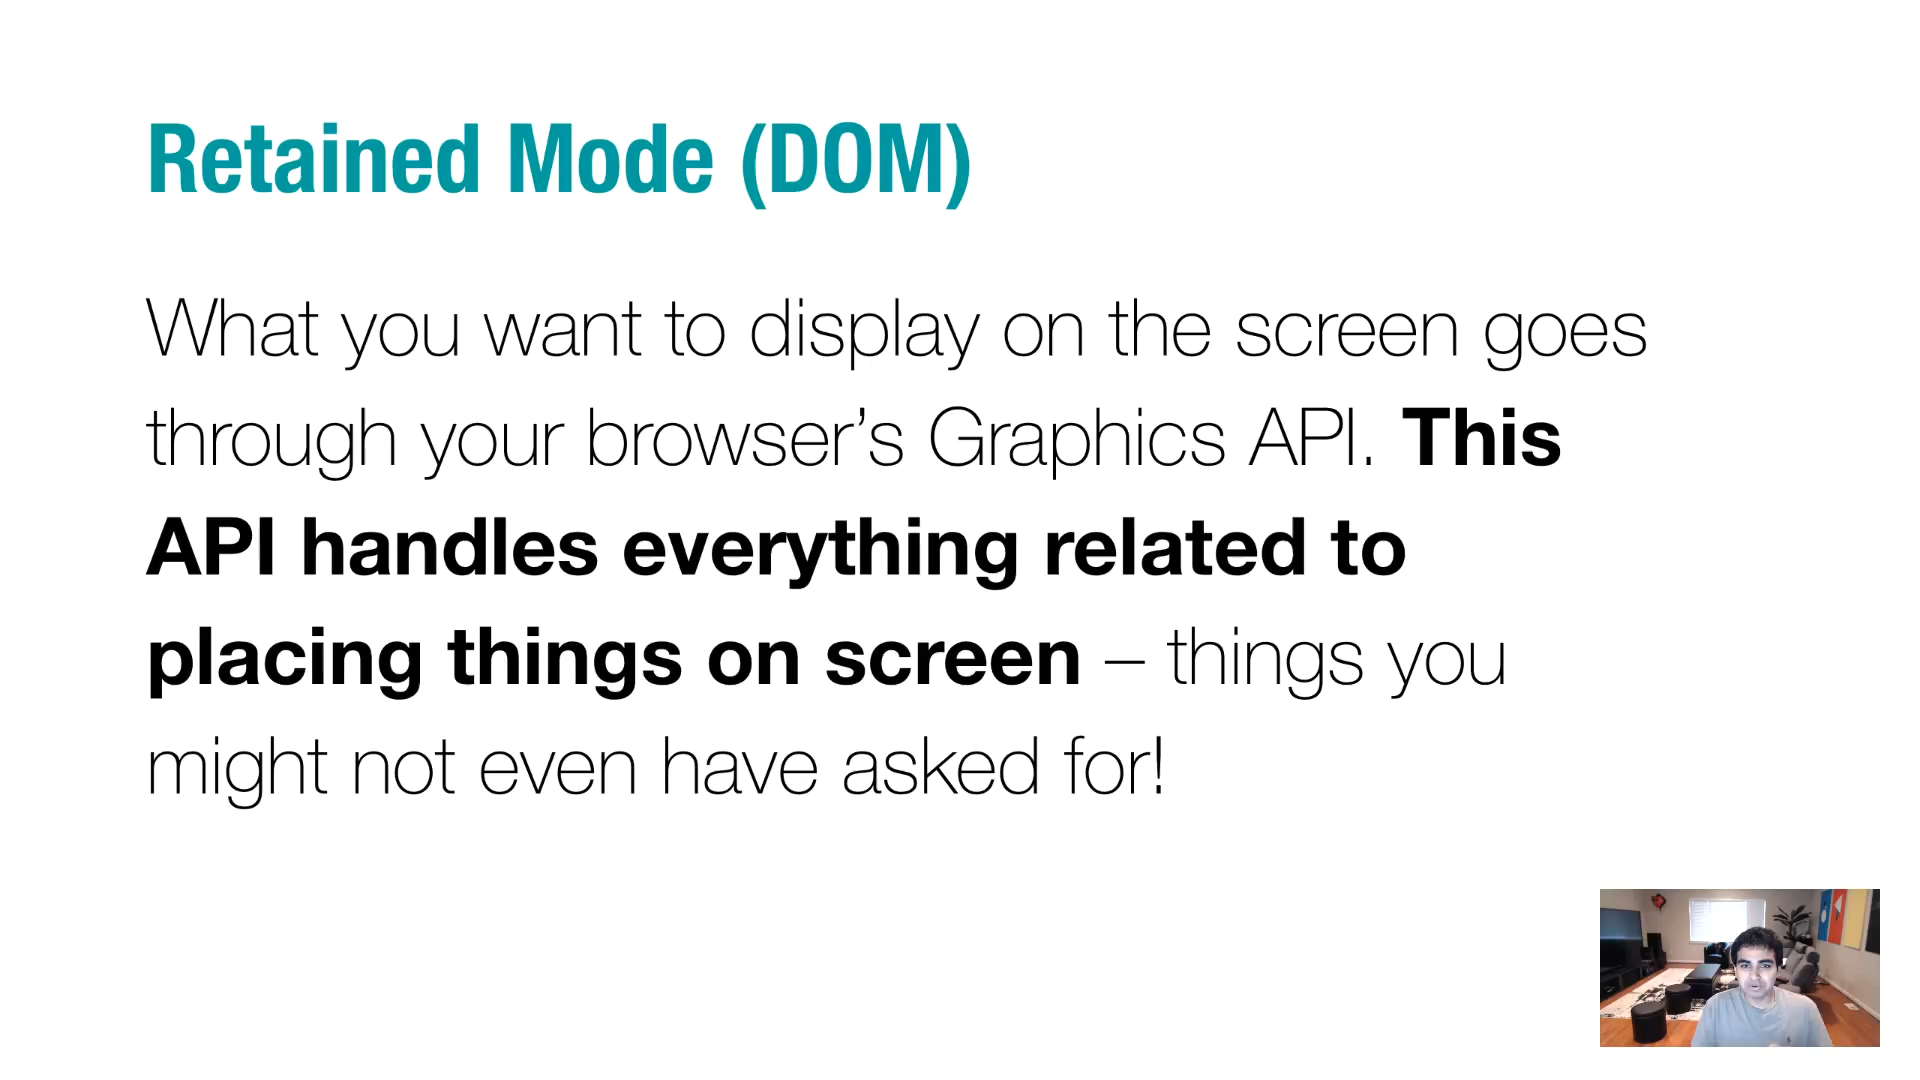 Retained Mode (DOM)
What you want to display on the screen goes
through your browser’s Graphics API. This
API handles everything related to
placing things on screen – things you
might not even have asked for!